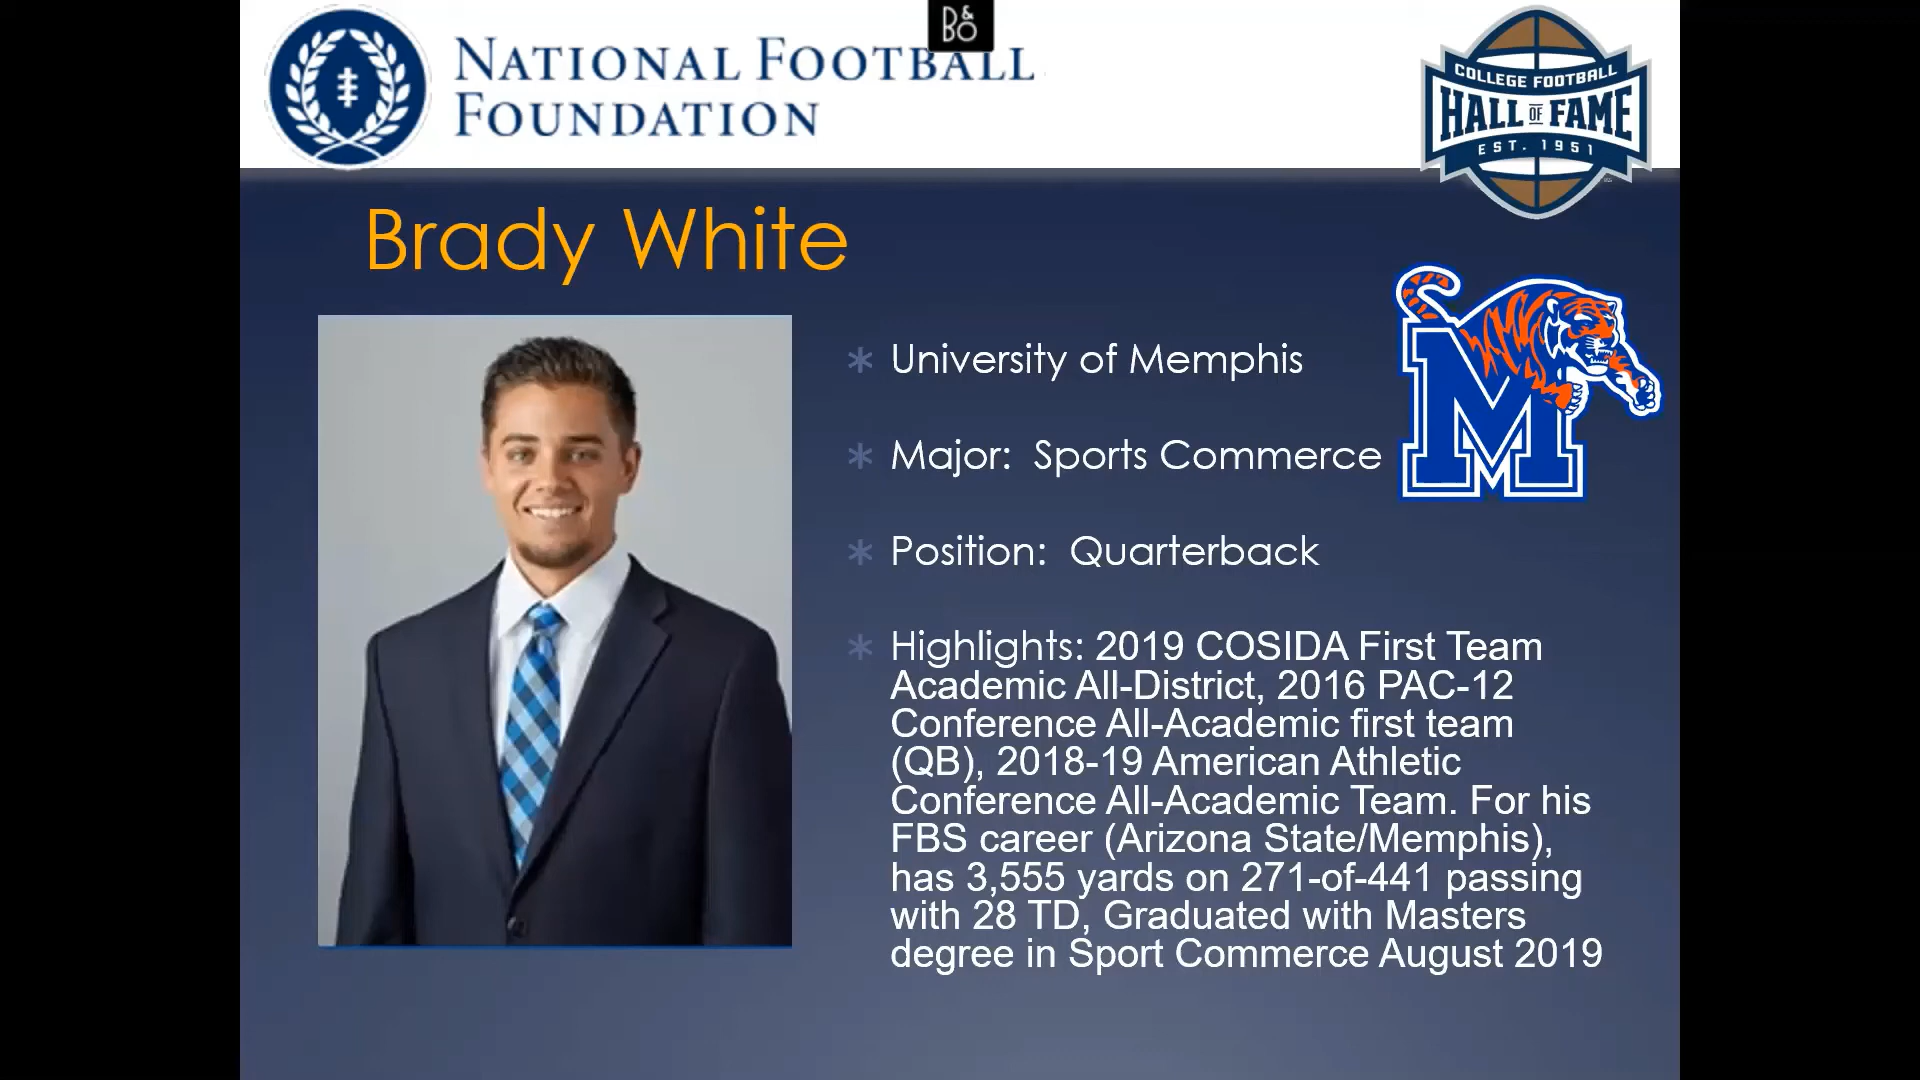 NATIONAL FOOTBALL
FOUNDATION
B&O
COLLEGE FOOTBALL
HALL OF FAME
EST. 1951
Brady White
University of Memphis
M
Major: Sports Commerce
Position: Quarterback
Highlights: 2019 COSIDA First Team
Academic All-District, 2016 PAC-12
Conference All-Academic first team
(QB), 2018-19 American Athletic
Conference All-Academic Team. For his
FBS career (Arizona State/Memphis),
has 3,555 yards on 271-of-441 passing
with 28 TD, Graduated with Masters
degree in Sport Commerce August 2019